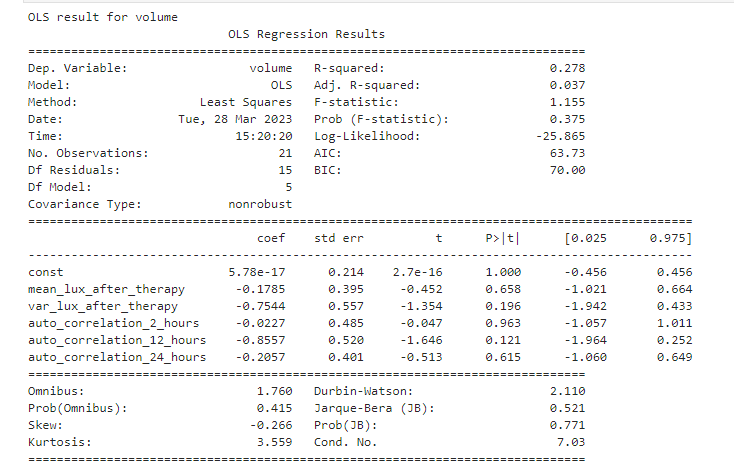 OLS result for volume
OLS Regression Results
==============================================================================
Dep. Variable: volume R-squared: 0.278
Model: OLS Adj. R-squared: 0.037
Method: Least Squares F-statistic: 1.155
Date: Tue, 28 Mar 2023 Prob (F-statistic): 0.375
Time: 15:20:20 Log-Likelihood: -25.865
No. Observations: 21 AIC: 63.73
Df Residuals: 15 BIC: 70.00
Df Model: 5
Covariance Type: nonrobust
=============================================================================================
coef std err t P>|t| [0.025 0.975]
---------------------------------------------------------------------------------------------
const 5.78e-17 0.214 2.7e-16 1.000 -0.456 0.456
mean_lux_after_therapy -0.1785 0.395 -0.452 0.658 -1.021 0.664
var_lux_after_therapy -0.7544 0.557 -1.354 0.196 -1.942 0.433
auto_correlation_2_hours -0.0227 0.485 -0.047 0.963 -1.057 1.011
auto_correlation_12_hours -0.8557 0.520 -1.646 0.121 -1.964 0.252
auto_correlation_24_hours -0.2057 0.401 -0.513 0.615 -1.060 0.649
==============================================================================
Omnibus: 1.760 Durbin-Watson: 2.110
Prob(Omnibus): 0.415 Jarque-Bera (JB): 0.521
Skew: -0.266 Prob(JB): 0.771
Kurtosis: 3.559 Cond. No. 7.03
==============================================================================